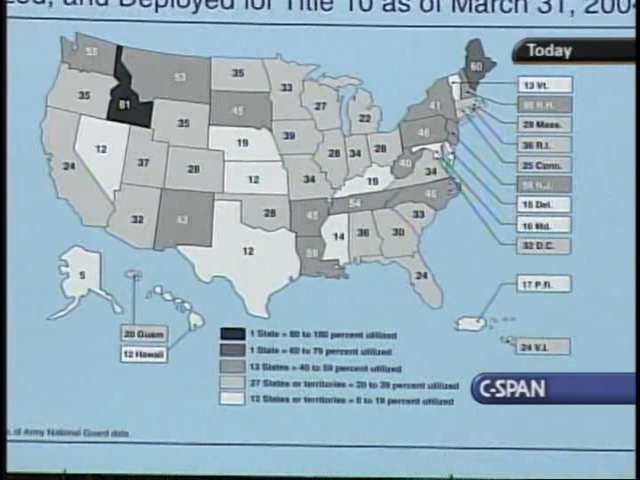 and Deployed for Title 10 as of March 31, 200
Today
55
53
35
33
60
35
81
45
27
22
41
35
19
39
28
34
28
46
24
12
37
28
12
34
19
40
34
32
43
28
45
54
46
33
12
59
14
36
30
24
5
13 Vt.
N.H.
28 Mass.
36 R.I.
25 Conn.
N.J.
15 Del.
16 Md.
32 D.C.
17 P.R.
24 V.I.
20 Guam
12 Hawaii
1 State = 80 to 100 percent utilized
1 State = 60 to 79 percent utilized
13 States = 40 to 59 percent utilized
27 States or territories = 20 to 39 percent utilized
12 States or territories = 0 to 19 percent utilized
C-SPAN
of Army National Guard data